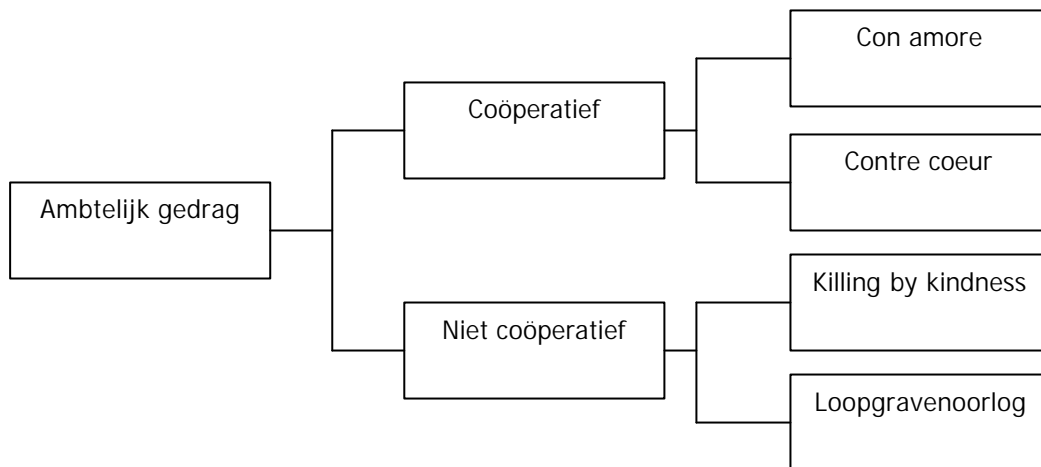 Con amore
Coöperatief
Contre coeur
Ambtelijk gedrag
Killing by kindness
Niet coöperatief
Loopgravenoorlog